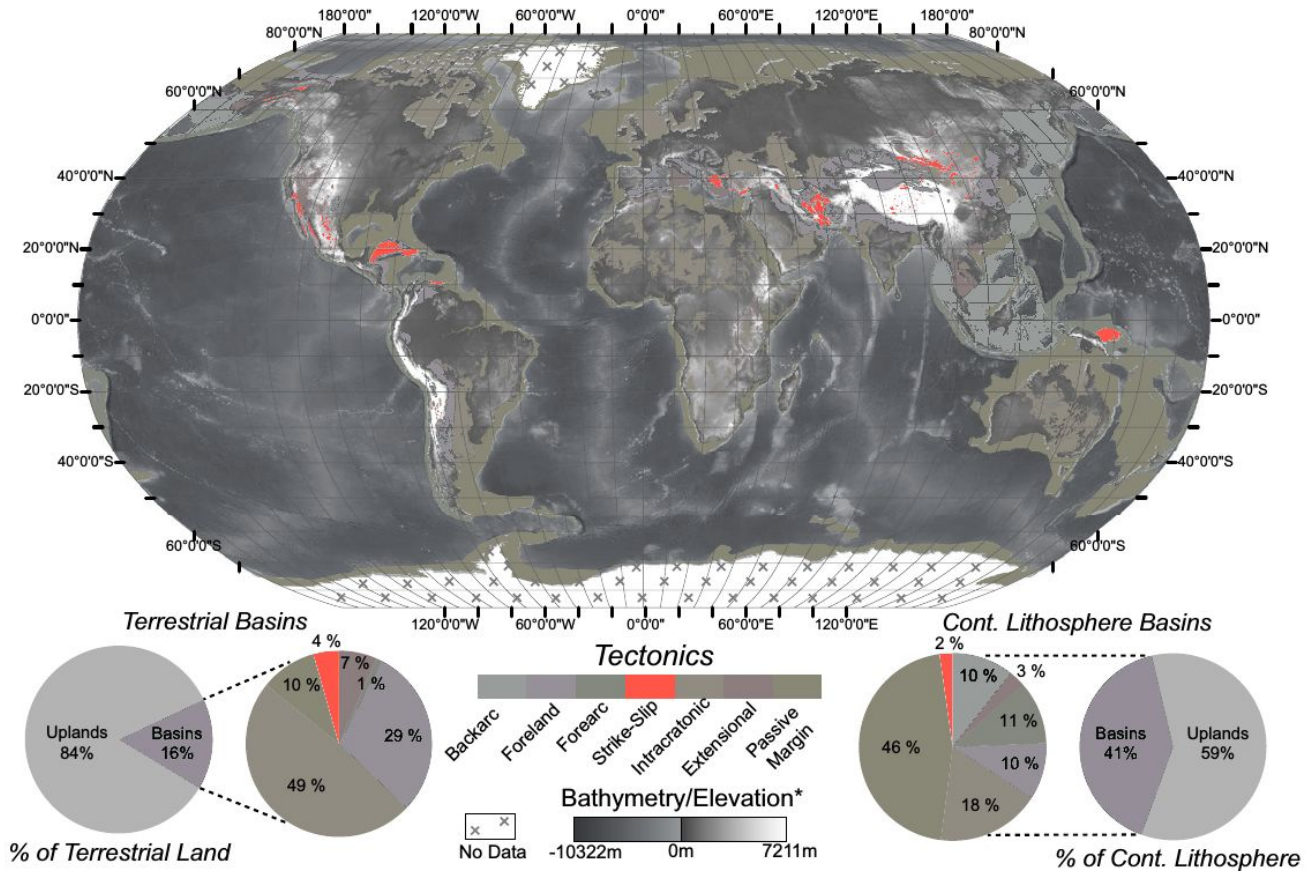 180°0'0"W 120°0'0"W 60°0'0"W 0°0'0" 60°0'0"E 120°0'0"E 180°0'0"W
80°0'0"N 80°0'0"N
60°0'0"N 60°0'0"N
40°0'0"N 40°0'0"N
20°0'0"N 20°0'0"N
0°0'0" 0°0'0"
20°0'0"S 20°0'0"S
40°0'0"S 40°0'0"S
60°0'0"S 60°0'0"S
120°0'0"W 60°0'0"W 0°0'0" 60°0'0"E 120°0'0"E
Terrestrial Basins
Uplands
84%
Basins
16%
4 %
7 %
1 %
10 %
29 %
49 %
% of Terrestrial Land
Tectonics
Backarc
Foreland
Forearc
Strike-Slip
Intracratonic
Extensional
Passive
Margin
No Data
Bathymetry/Elevation*
-10322m 0m 7211m
Cont. Lithosphere Basins
2 %
10 %
3 %
11 %
46 %
10 %
18 %
Basins
41%
Uplands
59%
% of Cont. Lithosphere